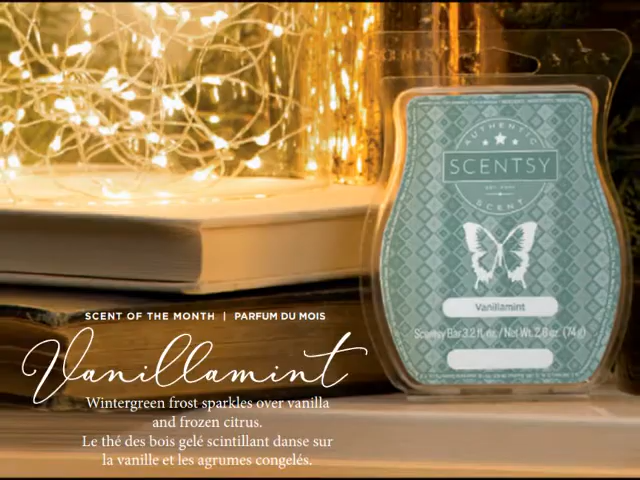 SCENT OF THE MONTH | PARFUM DU MOIS
Vanillamint
Wintergreen frost sparkles over vanilla
and frozen citrus.
Le thé des bois gelé scintillant danse sur
la vanille et les agrumes congelés.
AUTHENTIC
SCENTSY
SCENT
Vanillamint
Scentsy Bar 3.2 fl. oz. / Net Wt. 2.6 oz. (74 g)